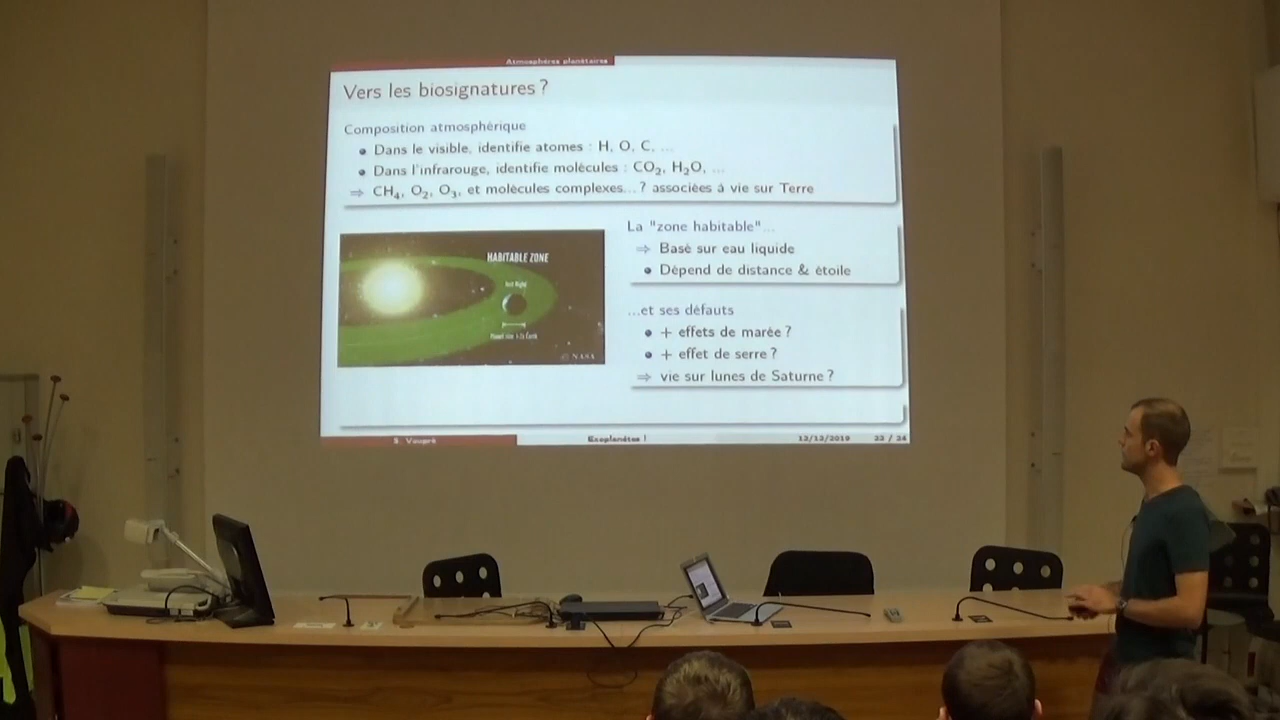 Atmosphères planétaires
Vers les biosignatures ?
Composition atmosphérique
Dans le visible, identifie atomes : H, O, C, ...
Dans l'infrarouge, identifie molécules : CO₂, H₂O, ...
⇒ CH₄, O₂, O₃, et molécules complexes... ? associées à vie sur Terre
HABITABLE ZONE
Just Right
© NASA
La "zone habitable"...
⇒ Basé sur eau liquide
Dépend de distance & étoile
...et ses défauts
+ effets de marée ?
+ effet de serre ?
⇒ vie sur lunes de Saturne ?
Exoplanètes !
12/12/2019
22 / 24